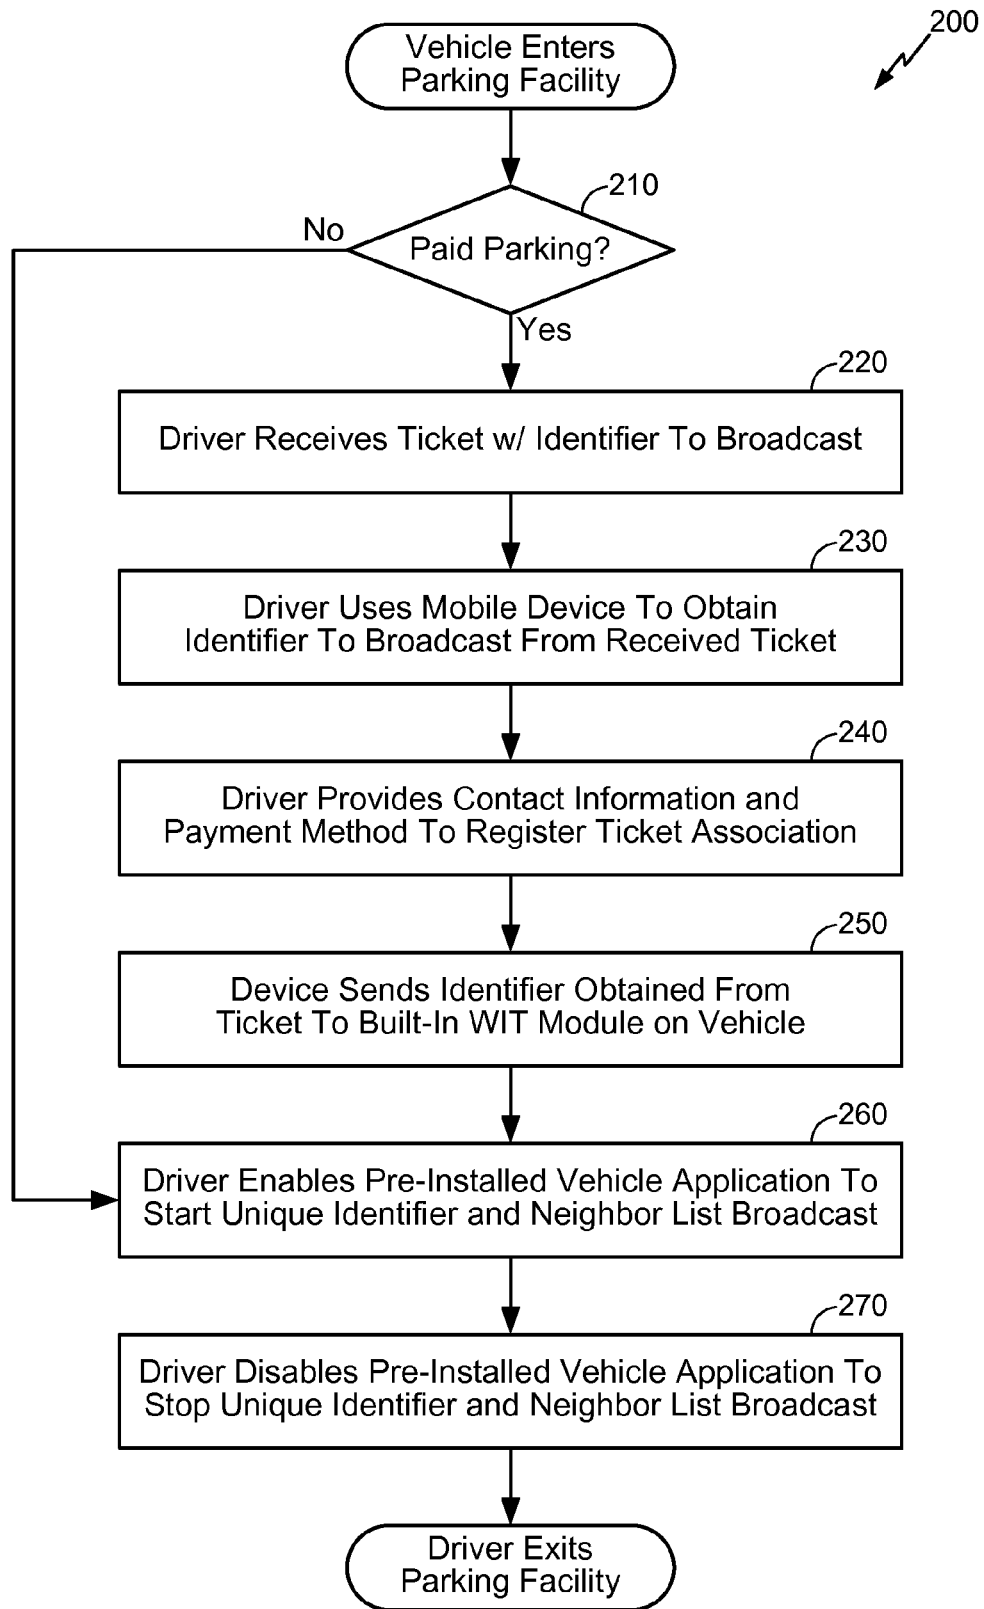 200
Vehicle Enters
Parking Facility
210
No
Paid Parking?
Yes
220
Driver Receives Ticket w/ Identifier To Broadcast
230
Driver Uses Mobile Device To Obtain
Identifier To Broadcast From Received Ticket
240
Driver Provides Contact Information and
Payment Method To Register Ticket Association
250
Device Sends Identifier Obtained From
Ticket To Built-In WIT Module on Vehicle
260
Driver Enables Pre-Installed Vehicle Application To
Start Unique Identifier and Neighbor List Broadcast
270
Driver Disables Pre-Installed Vehicle Application To
Stop Unique Identifier and Neighbor List Broadcast
Driver Exits
Parking Facility